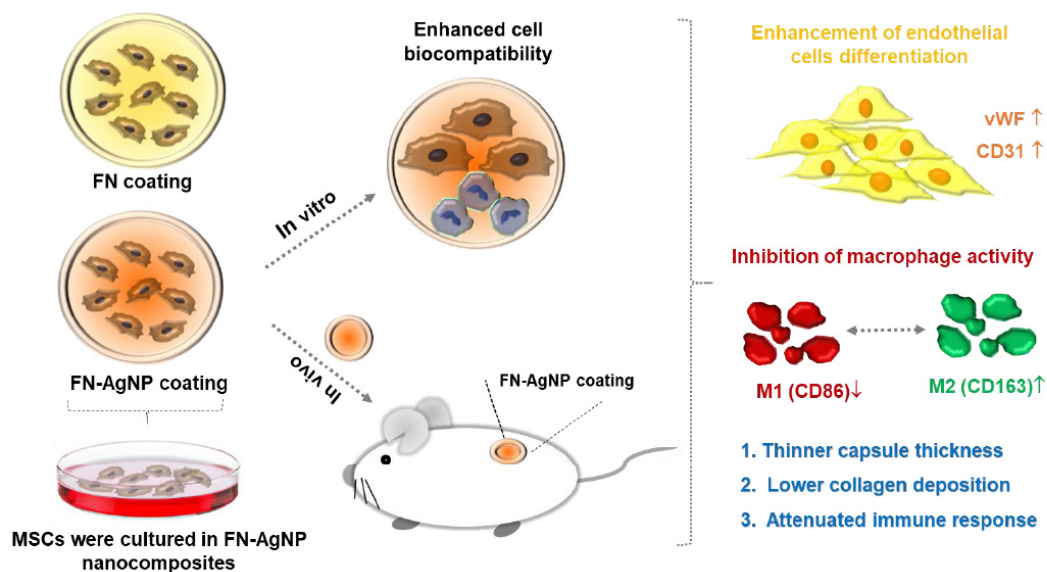 FN coating
FN-AgNP coating
MSCs were cultured in FN-AgNP
nanocomposites
Enhanced cell
biocompatibility
In vitro
In vivo
FN-AgNP coating
Enhancement of endothelial
cells differentiation
vWF ↑
CD31 ↑
Inhibition of macrophage activity
M1 (CD86)↓
M2 (CD163)↑
1. Thinner capsule thickness
2. Lower collagen deposition
3. Attenuated immune response